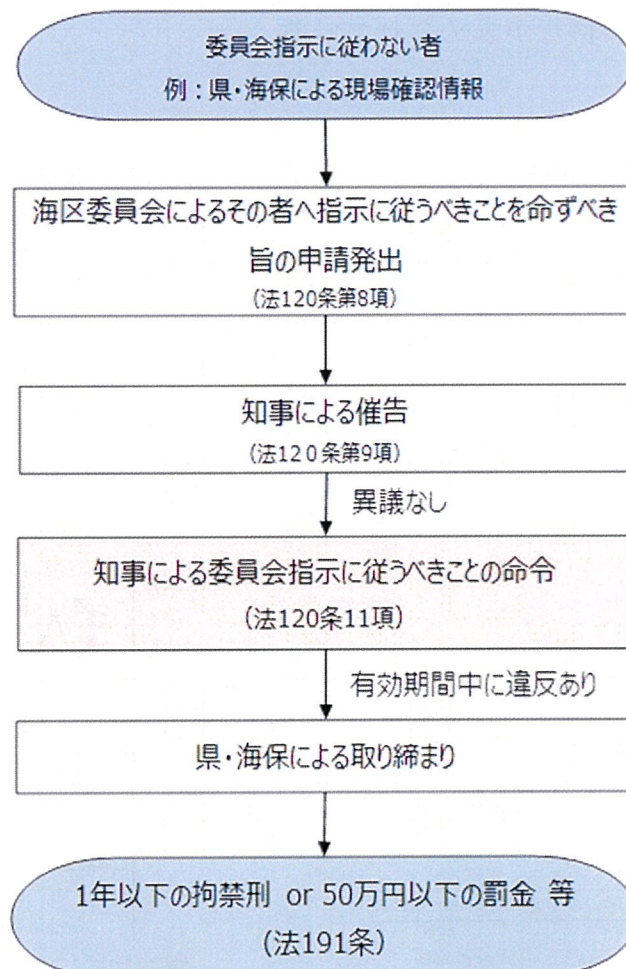 委員会指示に従わない者
例：県・海保による現場確認情報
海区委員会によるその者へ指示に従うべきことを命ずべき
旨の申請発出
（法120条第8項）
知事による催告
（法１２０条第9項）
異議なし
知事による委員会指示に従うべきことの命令
（法120条11項）
有効期間中に違反あり
県・海保による取り締まり
1年以下の拘禁刑 or 50万円以下の罰金 等
（法191条）